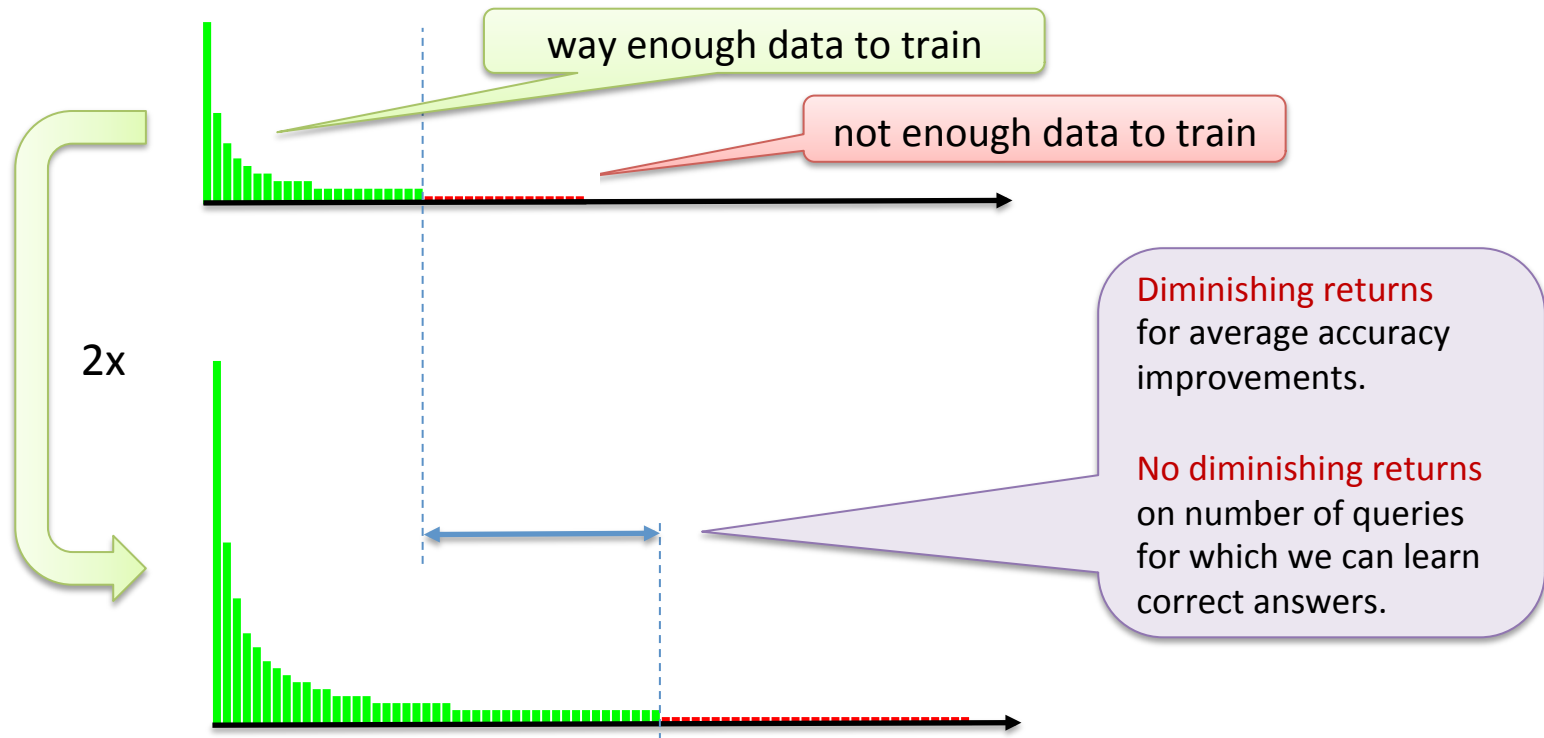 way enough data to train
not enough data to train
2x
Diminishing returns
for average accuracy
improvements.
No diminishing returns
on number of queries
for which we can learn
correct answers.